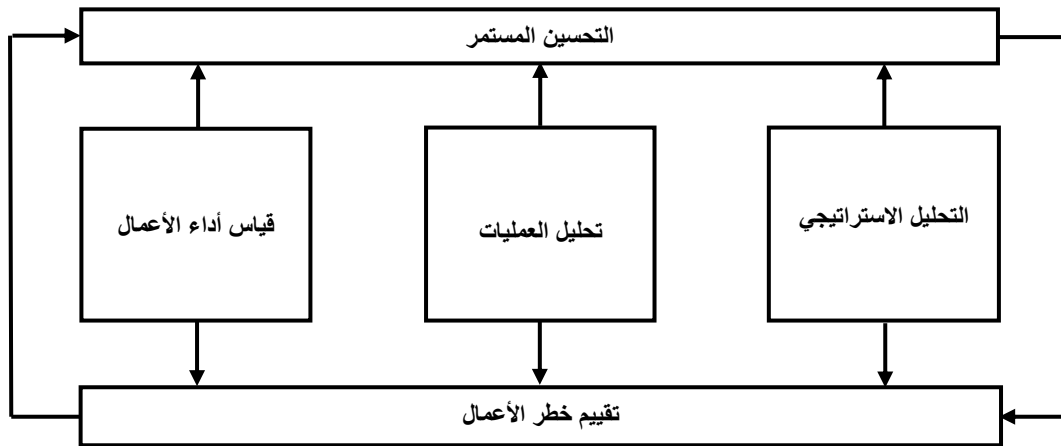 التحسين المستمر
التحليل الاستراتيجي
تحليل العمليات
قياس أداء الأعمال
تقييم خطر الأعمال